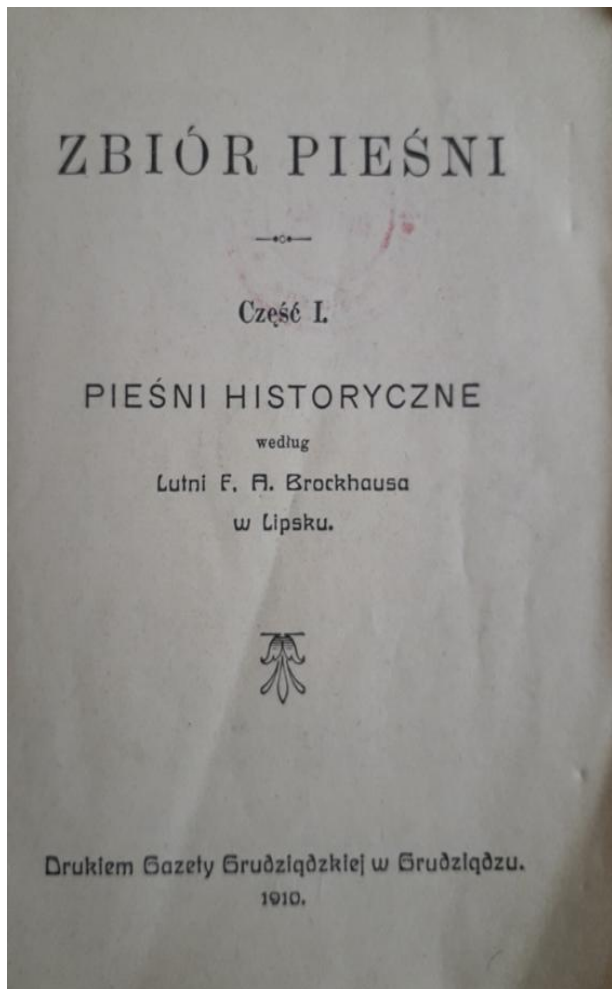 ZBIÓR PIEŚNI
Część I.
PIEŚNI HISTORYCZNE
według
Lutni F. A. Brockhausa
w Lipsku.
Drukiem Gazety Grudziądzkiej w Grudziądzu.
1910.